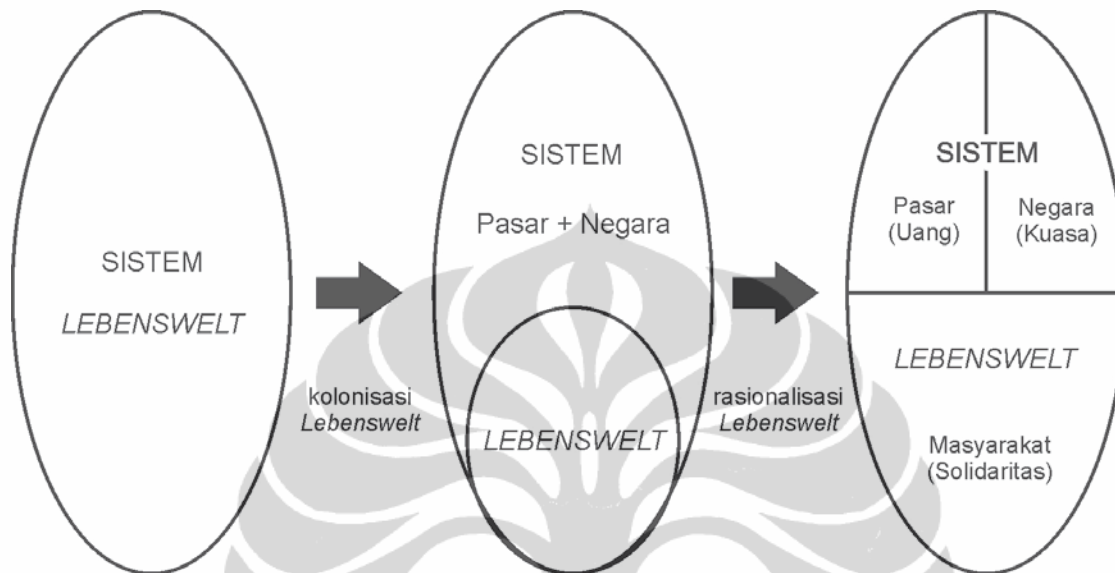 SISTEM
LEBENSWELT
kolonisasi
Lebenswelt
SISTEM
Pasar + Negara
LEBENSWELT
rasionalisasi
Lebenswelt
SISTEM
Pasar
(Uang)
Negara
(Kuasa)
LEBENSWELT
Masyarakat
(Solidaritas)